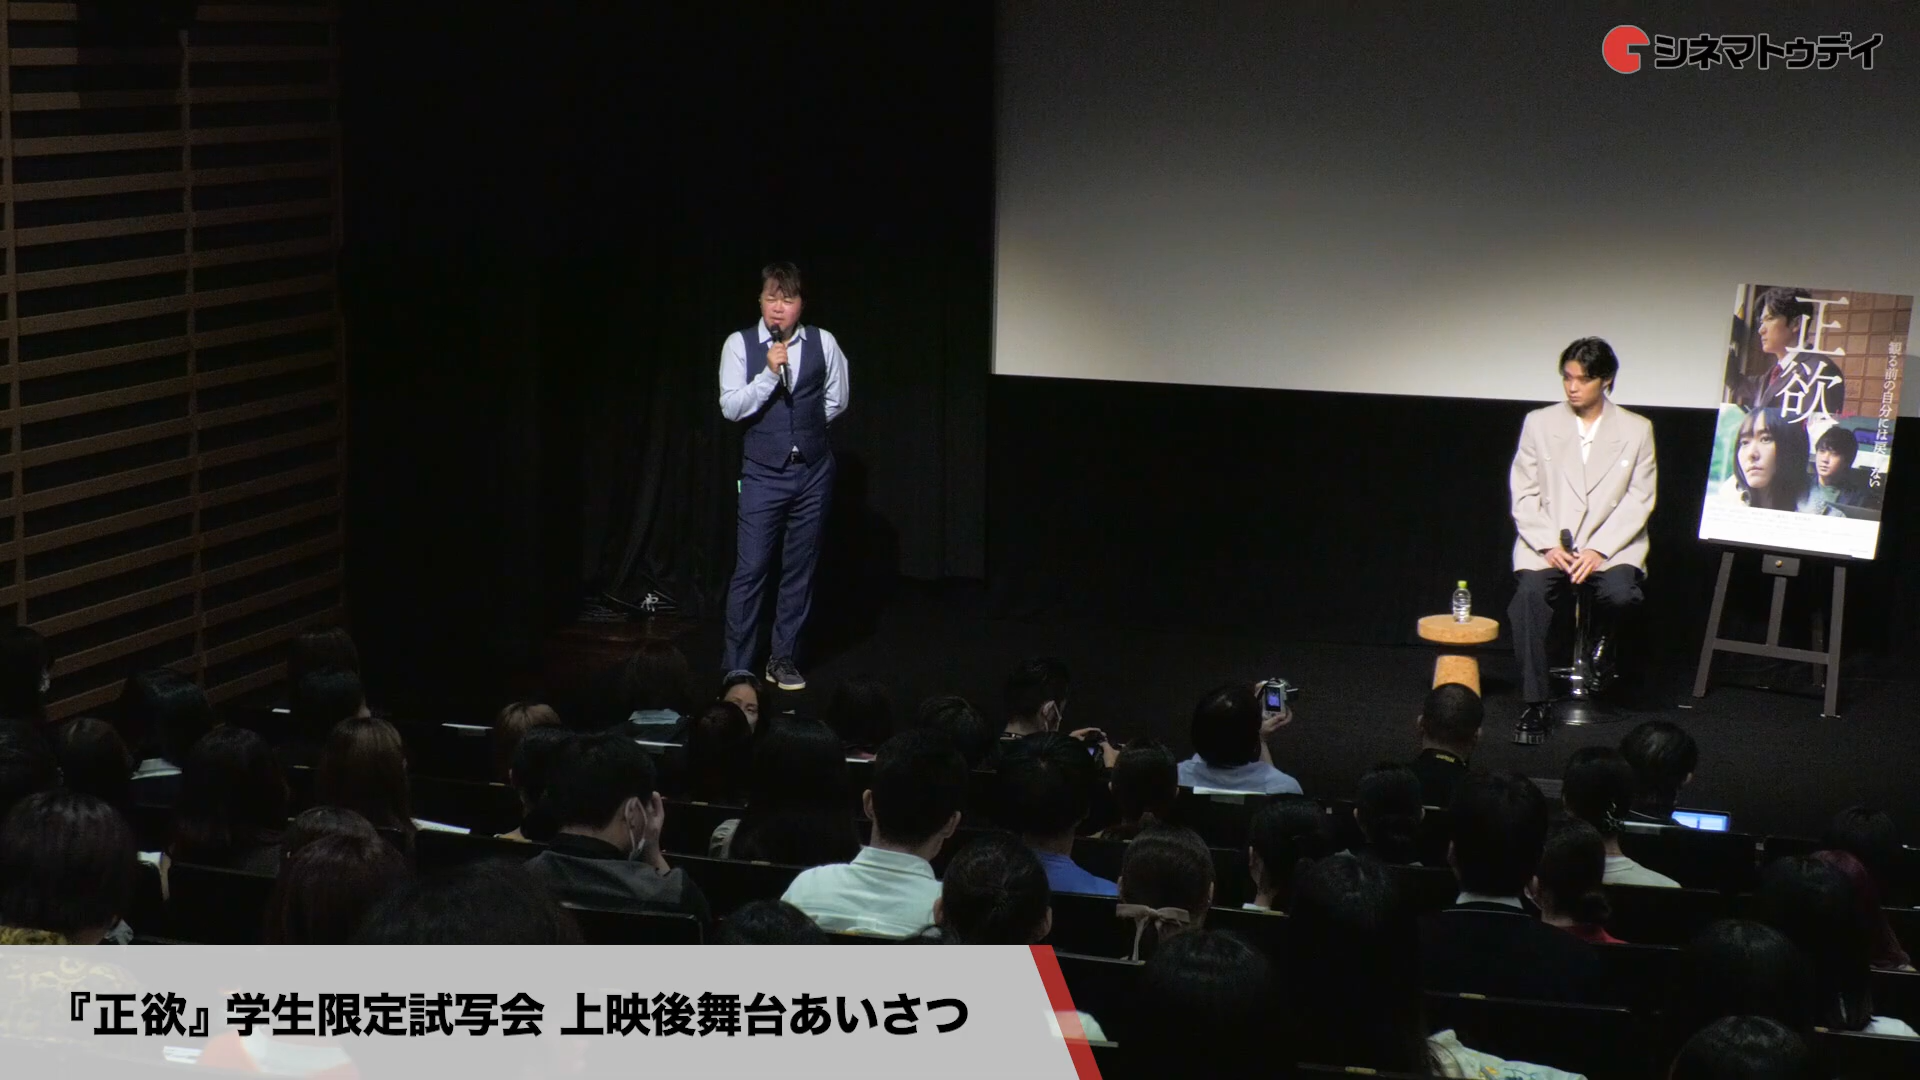 シネマトゥデイ
正欲
観る前の自分には戻れない
『正欲』学生限定試写会 上映後舞台あいさつ